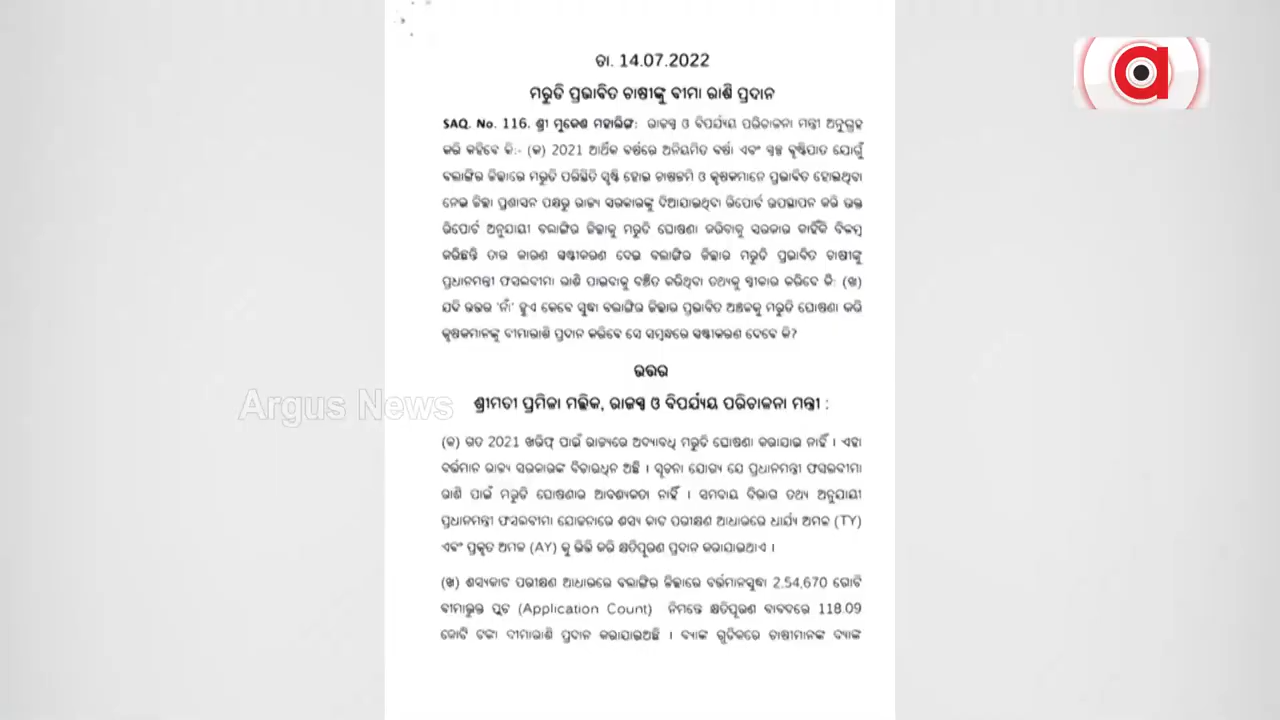 ତା. 14.07.2022
ମରୁଡି ପ୍ରଭାବିତ ଚାଷୀଙ୍କୁ ବୀମା ରାଶି ପ୍ରଦାନ
SAQ. No. 116. ଶ୍ରୀ ମୁକେଶ ମହାଲିଙ୍ଗ: ରାଜସ୍ୱ ଓ ବିପର୍ଯ୍ୟୟ ପରିଚାଳନା ମନ୍ତ୍ରୀ ଅନୁଗ୍ରହ
କରି କହିବେ କି:- (କ) 2021 ଆର୍ଥିକ ବର୍ଷରେ ଅନିୟମିତ ବର୍ଷା ଏବଂ ସ୍ୱଳ୍ପ ବୃଷ୍ଟିପାତ ଯୋଗୁଁ
ବଲାଙ୍ଗିର ଜିଲ୍ଲାରେ ମରୁଡି ପରିସ୍ଥିତି ସୃଷ୍ଟି ହୋଇ ଚାଷଜମି ଓ କୃଷକମାନେ ପ୍ରଭାବିତ ହୋଇଥିବା
ନେଇ ଜିଲ୍ଲା ପ୍ରଶାସନ ପକ୍ଷରୁ ରାଜ୍ୟ ସରକାରଙ୍କୁ ଦିଆଯାଇଥିବା ରିପୋର୍ଟ ଉପସ୍ଥାପନ କରି ଉକ୍ତ
ରିପୋର୍ଟ ଅନୁଯାୟୀ ବଲାଙ୍ଗିର ଜିଲ୍ଲାକୁ ମରୁଡି ଘୋଷଣା କରିବାକୁ ସରକାର କାହିଁକି ବିଳମ୍ବ
କରିଛନ୍ତି ତାର କାରଣ ସ୍ପଷ୍ଟୀକରଣ ଦେଇ ବଲାଙ୍ଗିର ଜିଲ୍ଲାର ମରୁଡି ପ୍ରଭାବିତ ଚାଷୀଙ୍କୁ
ପ୍ରଧାନମନ୍ତ୍ରୀ ଫସଲବୀମା ରାଶି ପାଇବାକୁ ବଞ୍ଚିତ କରିଥିବା ତଥ୍ୟକୁ ସ୍ୱୀକାର କରିବେ କି: (ଖ)
ଯଦି ଉତ୍ତର 'ନାଁ' ହୁଏ କେବେ ସୁଦ୍ଧା ବଲାଙ୍ଗିର ଜିଲ୍ଲାର ପ୍ରଭାବିତ ଅଞ୍ଚଳକୁ ମରୁଡି ଘୋଷଣା କରି
କୃଷକମାନଙ୍କୁ ବୀମାରାଶି ପ୍ରଦାନ କରିବେ ସେ ସମ୍ବନ୍ଧରେ ସ୍ପଷ୍ଟୀକରଣ ଦେବେ କି?
ଉତ୍ତର
ଶ୍ରୀମତୀ ପ୍ରମିଳା ମଲ୍ଲିକ, ରାଜସ୍ୱ ଓ ବିପର୍ଯ୍ୟୟ ପରିଚାଳନା ମନ୍ତ୍ରୀ :
(କ) ଗତ 2021 ଖରିଫ୍ ପାଇଁ ରାଜ୍ୟରେ ଅଦ୍ୟାବଧି ମରୁଡି ଘୋଷଣା କରାଯାଇ ନାହିଁ । ଏହା
ବର୍ତ୍ତମାନ ରାଜ୍ୟ ସରକାରଙ୍କ ବିଚାରଧିନ ଅଛି । ସୂଚନା ଯୋଗ୍ୟ ଯେ ପ୍ରଧାନମନ୍ତ୍ରୀ ଫସଲବୀମା
ରାଶି ପାଇଁ ମରୁଡି ଘୋଷଣାର ଆବଶ୍ୟକତା ନାହିଁ । ସମବାୟ ବିଭାଗ ତଥ୍ୟ ଅନୁଯାୟୀ
ପ୍ରଧାନମନ୍ତ୍ରୀ ଫସଲବୀମା ଯୋଜନାରେ ଶସ୍ୟ କାଟ ପରୀକ୍ଷଣ ଆଧାରରେ ଧାର୍ଯ୍ୟ ଅମଳ (TY)
ଏବଂ ପ୍ରକୃତ ଅମଳ (AY) କୁ ଭିତ୍ତି କରି କ୍ଷତିପୂରଣ ପ୍ରଦାନ କରାଯାଇଥାଏ ।
(ଖ) ଶସ୍ୟକାଟ ପରୀକ୍ଷଣ ଆଧାରରେ ବଲାଙ୍ଗିର ଜିଲ୍ଲାରେ ବର୍ତ୍ତମାନସୁଦ୍ଧା 2,54,670 ଗୋଟି
ବୀମାଭୁକ୍ତ ପ୍ଲଟ (Application Count) ନିମନ୍ତେ କ୍ଷତିପୂରଣ ବାବଦରେ 118.09
କୋଟି ଟଙ୍କା ବୀମାରାଶି ପ୍ରଦାନ କରାଯାଇଅଛି । ବ୍ୟାଙ୍କ ଗୁଡିକରେ ଚାଷୀମାନଙ୍କ ବ୍ୟାଙ୍କ
Argus News
a